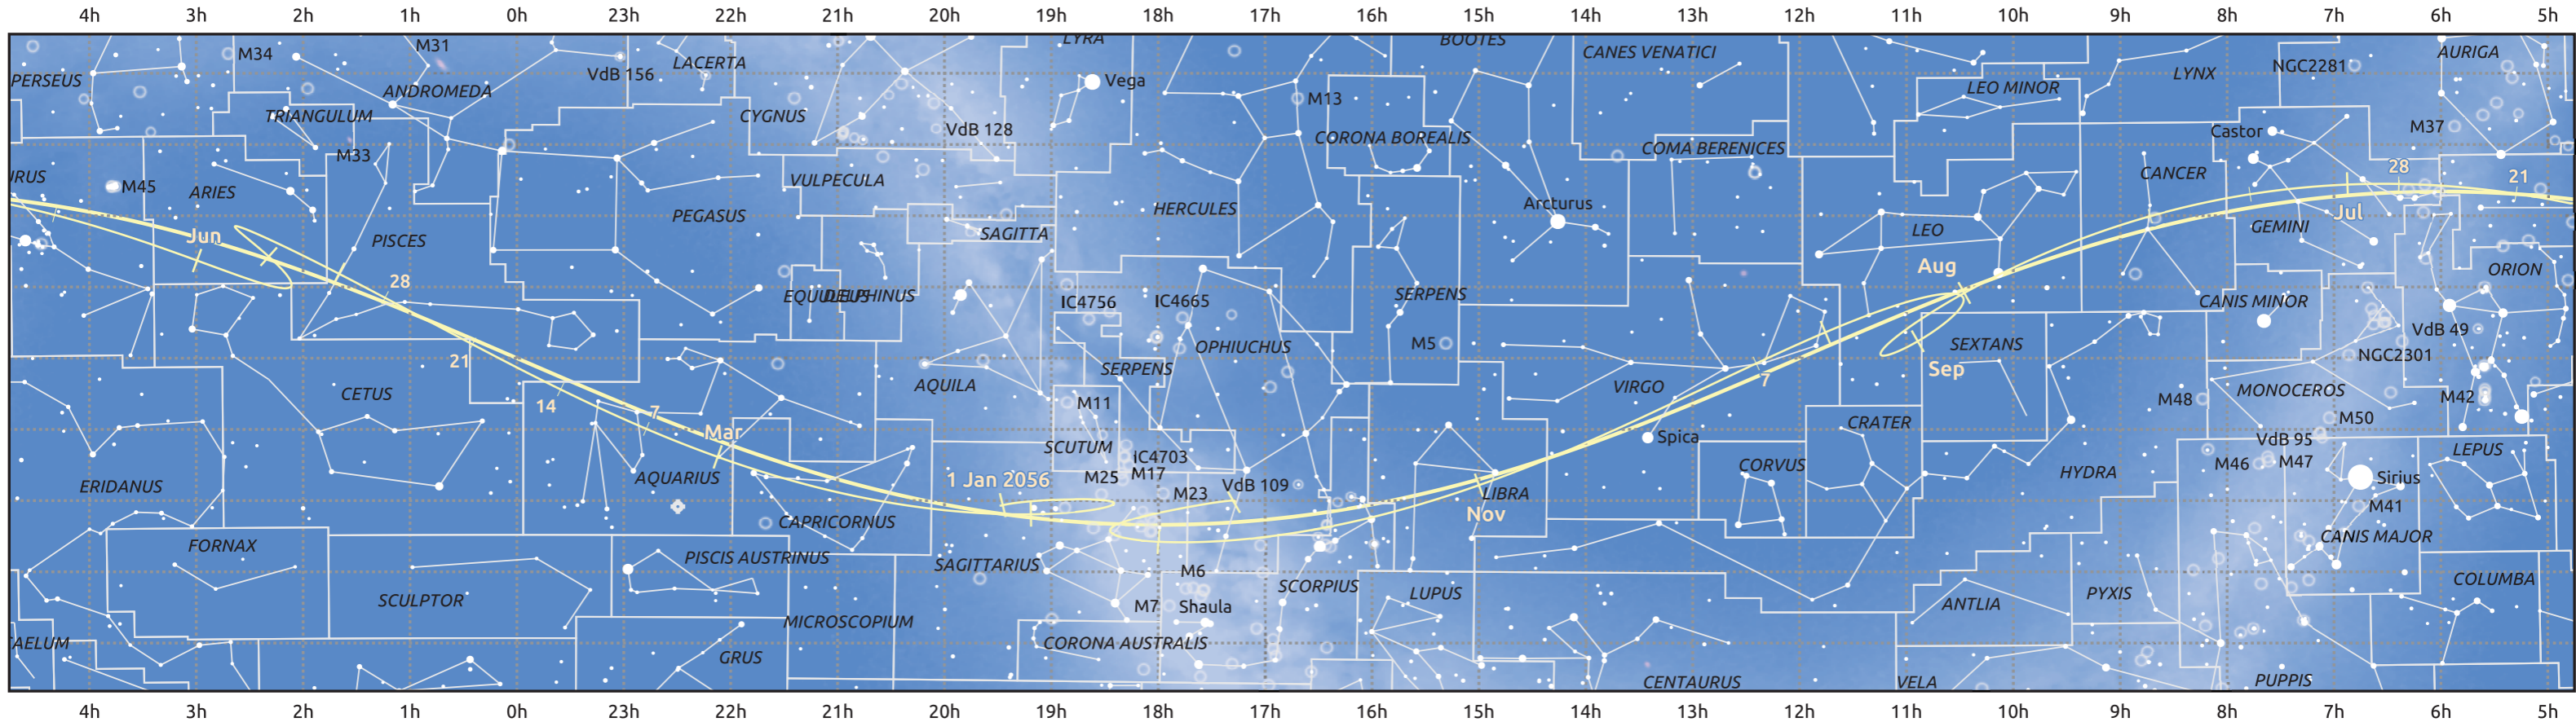 4h 3h 2h 1h 0h 23h 22h 21h 20h 19h 18h 17h 16h 15h 14h 13h 12h 11h 10h 9h 8h 7h 6h 5h
LYRA BOOTES
M34 M31 CANES VENATICI AURIGA
PERSEUS VdB 156 LACERTA Vega LYNX NGC2281
ANDROMEDA LEO MINOR
TRIANGULUM CYGNUS M13
VdB 128 CORONA BOREALIS Castor M37
M33 COMA BERENICES
M45 ARIES VULPECULA CANCER 28 21
PEGASUS HERCULES Arcturus Jul
Jun PISCES SAGITTA LEO GEMINI
28 Aug ORION
EQUULEUS DELPHINUS IC4756 IC4665 SERPENS CANIS MINOR
VdB 49
21 OPHIUCHUS M5 SEXTANS NGC2301
SERPENS Sep
CETUS AQUILA VIRGO 7 MONOCEROS
14 7 M11 M48 M42
Mar CRATER M50
SCUTUM Spica VdB 95
IC4703 LEPUS
AQUARIUS 1 Jan 2056 M25 M17 CORVUS HYDRA M46 M47 Sirius
ERIDANUS M23 VdB 109 LIBRA
CAPRICORNUS Nov M41
FORNAX PISCIS AUSTRINUS SAGITTARIUS CANIS MAJOR
M6 SCORPIUS COLUMBA
SCULPTOR M7 Shaula LUPUS ANTLIA PYXIS
MICROSCOPIUM
AELUM GRUS CORONA AUSTRALIS
CENTAURUS VELA PUPPIS
4h 3h 2h 1h 0h 23h 22h 21h 20h 19h 18h 17h 16h 15h 14h 13h 12h 11h 10h 9h 8h 7h 6h 5h